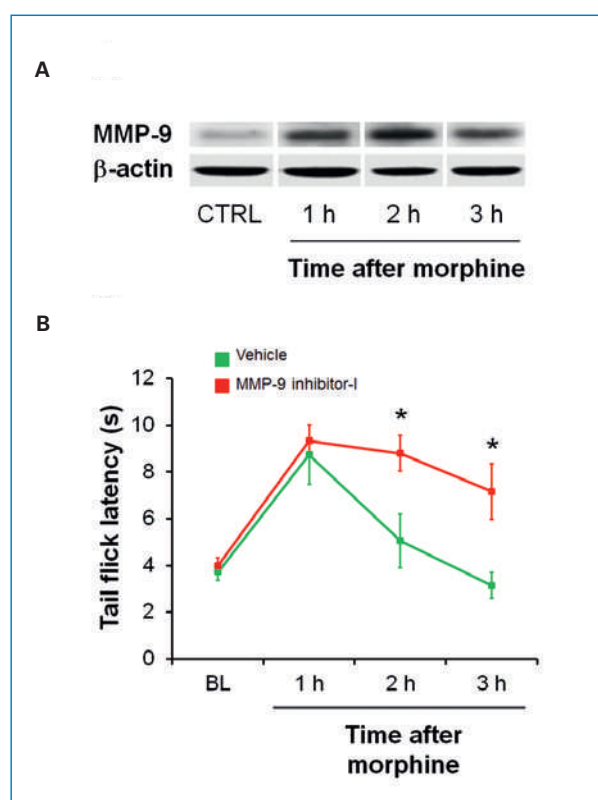 A
MMP-9
β-actin
CTRL 1 h 2 h 3 h
Time after morphine
B
Vehicle
MMP-9 inhibitor-I
12
10
8
6
4
2
0
Tail flick latency (s)
* *
BL 1 h 2 h 3 h
Time after
morphine